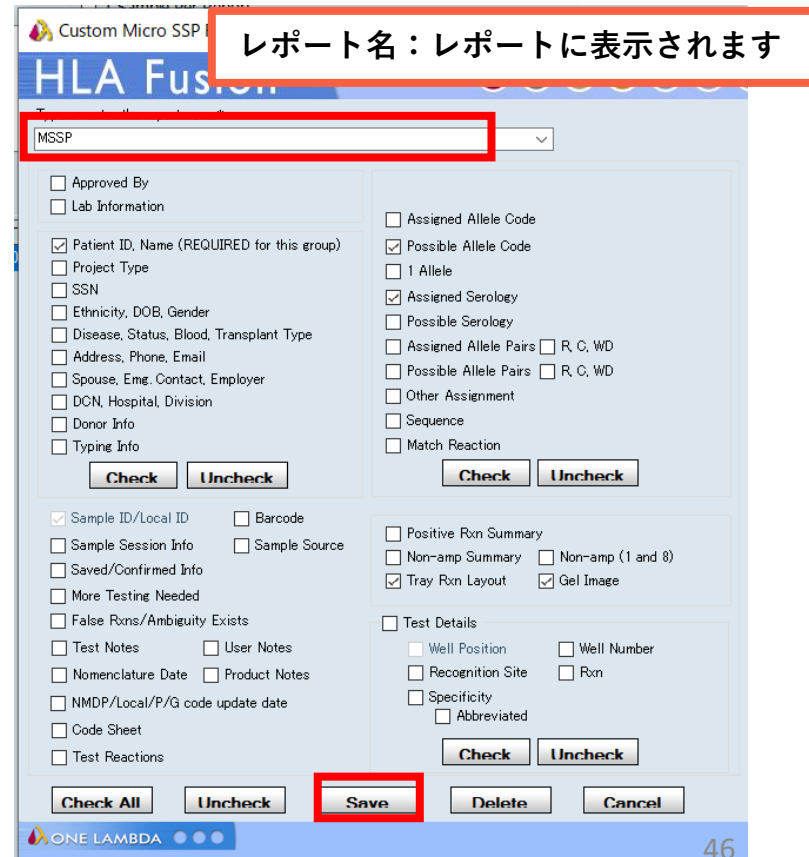 Custom Micro SSP
レポート名：レポートに表示されます
HLA Fusion
MSSP
Approved By
Lab Information
Patient ID, Name (REQUIRED for this group)
Project Type
SSN
Ethnicity, DOB, Gender
Disease, Status, Blood, Transplant Type
Address, Phone, Email
Spouse, Emg. Contact, Employer
DCN, Hospital, Division
Donor Info
Typing Info
Check Uncheck
Assigned Allele Code
Possible Allele Code
1 Allele
Assigned Serology
Possible Serology
Assigned Allele Pairs R, C, WD
Possible Allele Pairs R, C, WD
Other Assignment
Sequence
Match Reaction
Check Uncheck
Sample ID/Local ID Barcode
Sample Session Info Sample Source
Saved/Confirmed Info
More Testing Needed
False Rxns/Ambiguity Exists
Test Notes User Notes
Nomenclature Date Product Notes
NMDP/Local/P/G code update date
Code Sheet
Test Reactions
Positive Rxn Summary
Non-amp Summary Non-amp (1 and 8)
Tray Rxn Layout Gel Image
Test Details
Well Position Well Number
Recognition Site Rxn
Specificity
Abbreviated
Check Uncheck
Check All Uncheck Save Delete Cancel
ONE LAMBDA
46